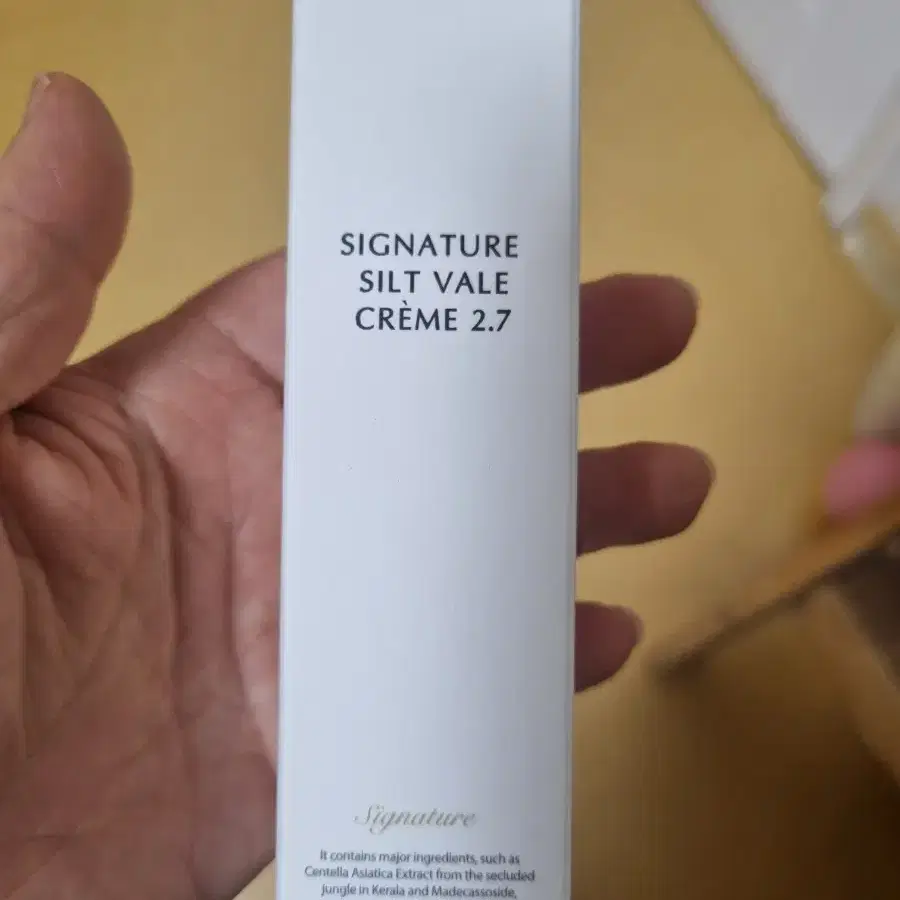 SIGNATURE
SILT VALE
CRÈME 2.7
Signature
It contains major ingredients, such as
Centella Asiatica Extract from the secluded
jungle in Kerala and Madecassoside,